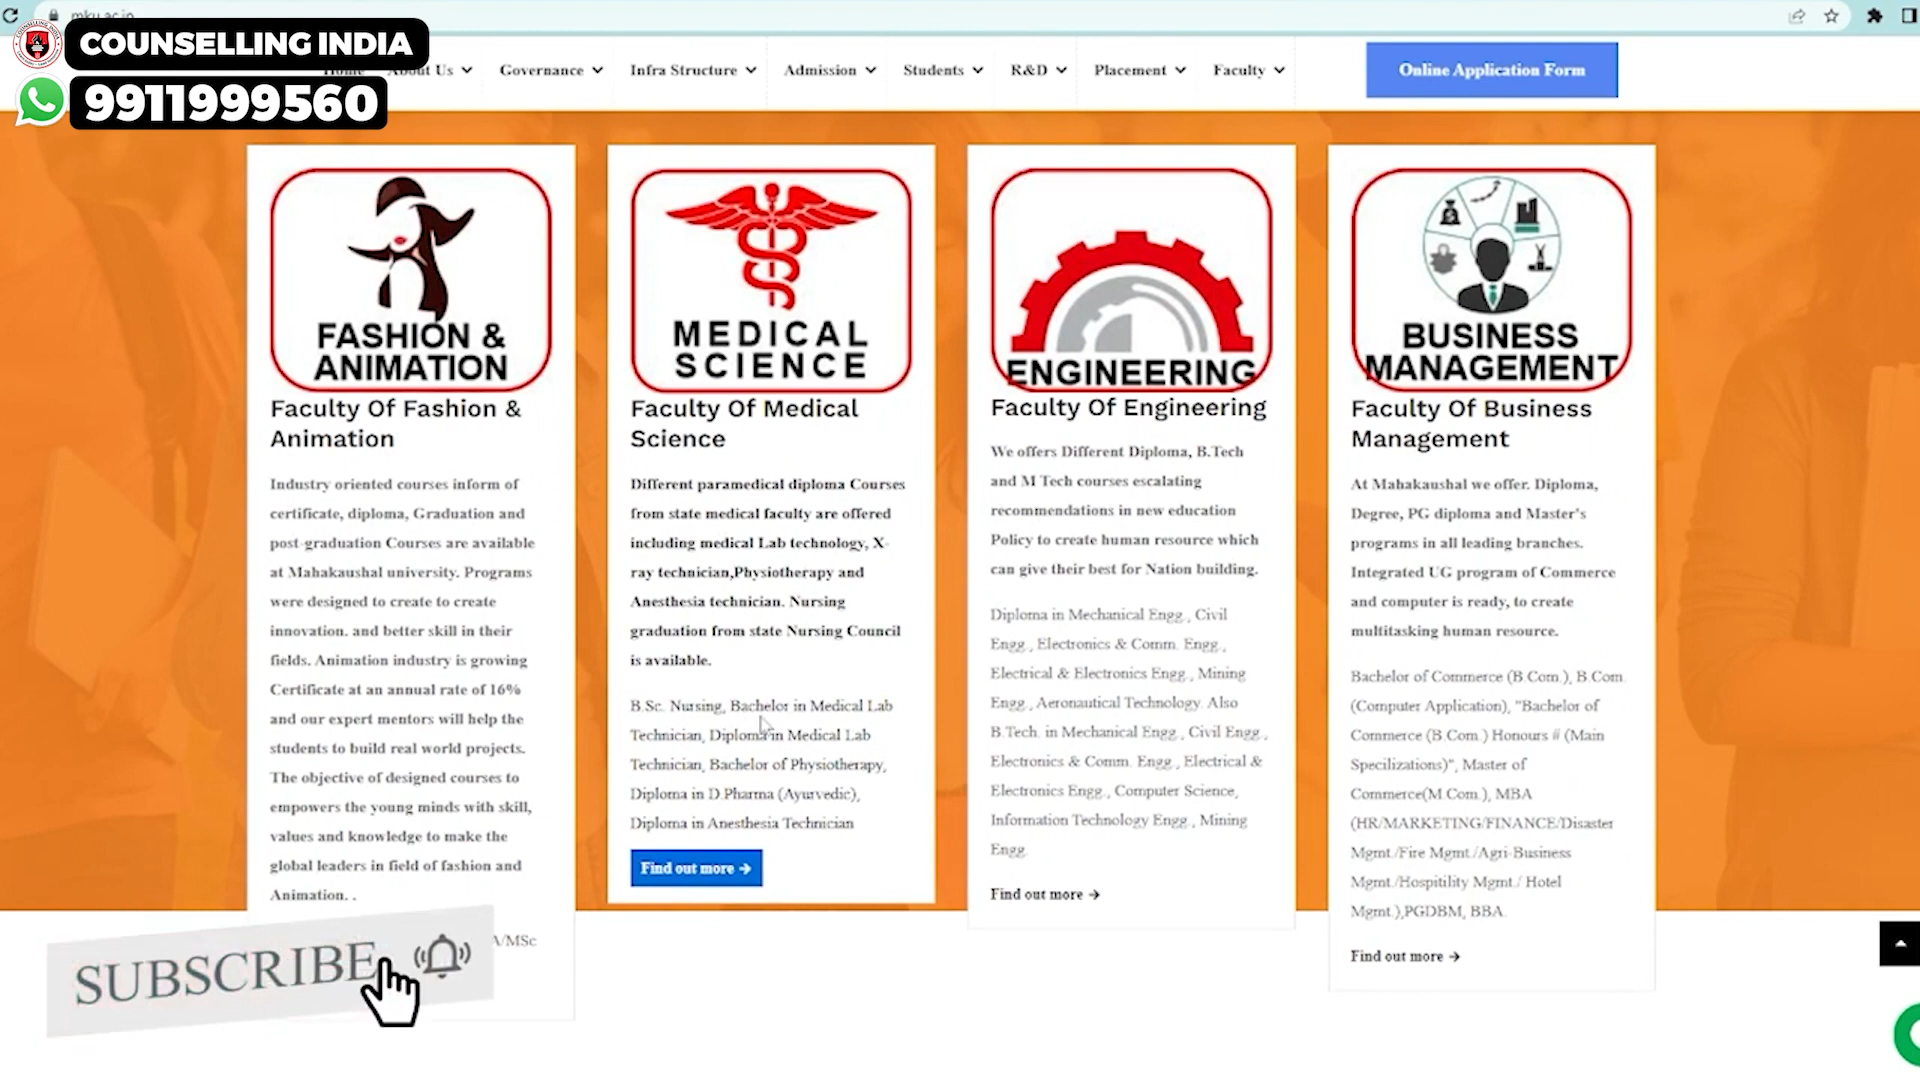 mku.ac.in
COUNSELLING INDIA
9911999560
Home
About Us
Governance
Infra Structure
Admission
Students
R&D
Placement
Faculty
Online Application Form
FASHION &
ANIMATION
Faculty Of Fashion &
Animation
Industry oriented courses inform of
certificate, diploma, Graduation and
post-graduation Courses are available
at Mahakaushal university. Programs
were designed to create to create
innovation. and better skill in their
fields. Animation industry is growing
Certificate at an annual rate of 16%
and our expert mentors will help the
students to build real world projects.
The objective of designed courses to
empowers the young minds with skill,
values and knowledge to make the
global leaders in field of fashion and
Animation. .
A/MSc
MEDICAL
SCIENCE
Faculty Of Medical
Science
Different paramedical diploma Courses
from state medical faculty are offered
including medical Lab technology, X-
ray technician,Physiotherapy and
Anesthesia technician. Nursing
graduation from state Nursing Council
is available.
B.Sc. Nursing, Bachelor in Medical Lab
Technician, Diploma in Medical Lab
Technician, Bachelor of Physiotherapy,
Diploma in D.Pharma (Ayurvedic),
Diploma in Anesthesia Technician
Find out more →
ENGINEERING
Faculty Of Engineering
We offers Different Diploma, B.Tech
and M Tech courses escalating
recommendations in new education
Policy to create human resource which
can give their best for Nation building.
Diploma in Mechanical Engg., Civil
Engg., Electronics & Comm. Engg.,
Electrical & Electronics Engg., Mining
Engg., Aeronautical Technology. Also
B.Tech. in Mechanical Engg., Civil Engg.,
Electronics & Comm. Engg., Electrical &
Electronics Engg., Computer Science,
Information Technology Engg., Mining
Engg.
Find out more →
BUSINESS
MANAGEMENT
Faculty Of Business
Management
At Mahakaushal we offer. Diploma,
Degree, PG diploma and Master's
programs in all leading branches.
Integrated UG program of Commerce
and computer is ready, to create
multitasking human resource.
Bachelor of Commerce (B.Com.), B.Com.
(Computer Application), "Bachelor of
Commerce (B.Com.) Honours # (Main
Specilizations)", Master of
Commerce(M.Com.), MBA
(HR/MARKETING/FINANCE/Disaster
Mgmt./Fire Mgmt./Agri-Business
Mgmt./Hospitility Mgmt./ Hotel
Mgmt.),PGDBM, BBA.
Find out more →
SUBSCRIBE